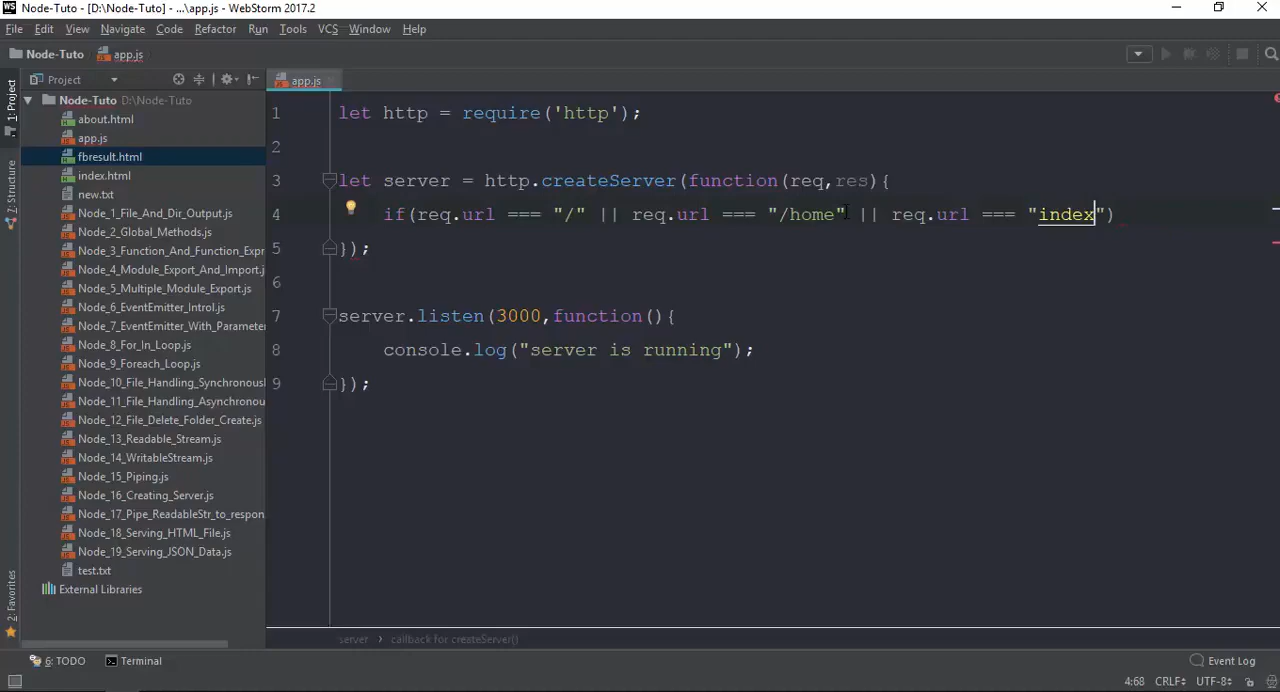 Node-Tuto - [D:\Node-Tuto] - ...\app.js - WebStorm 2017.2
File Edit View Navigate Code Refactor Run Tools VCS Window Help
Node-Tuto app.js
Project
app.js
1: Project
2: Structure
2: Favorites
Node-Tuto D:\Node-Tuto
about.html
app.js
fbresult.html
index.html
new.txt
Node_1_File_And_Dir_Output.js
Node_2_Global_Methods.js
Node_3_Function_And_Function_Expr
Node_4_Module_Export_And_Import.j
Node_5_Multiple_Module_Export.js
Node_6_EventEmitter_Introl.js
Node_7_EventEmitter_With_Paramete
Node_8_For_In_Loop.js
Node_9_Foreach_Loop.js
Node_10_File_Handling_Synchronous
Node_11_File_Handling_Asynchronou
Node_12_File_Delete_Folder_Create.js
Node_13_Readable_Stream.js
Node_14_WritableStream.js
Node_15_Piping.js
Node_16_Creating_Server.js
Node_17_Pipe_ReadableStr_to_respon
Node_18_Serving_HTML_File.js
Node_19_Serving_JSON_Data.js
test.txt
External Libraries
1 let http = require('http');
2
3 let server = http.createServer(function(req,res){
4 if(req.url === "/" || req.url === "/home" || req.url === "index")
5 });
6
7 server.listen(3000,function(){
8 console.log("server is running");
9 });
server › callback for createServer()
6: TODO Terminal Event Log
4:68 CRLF UTF-8